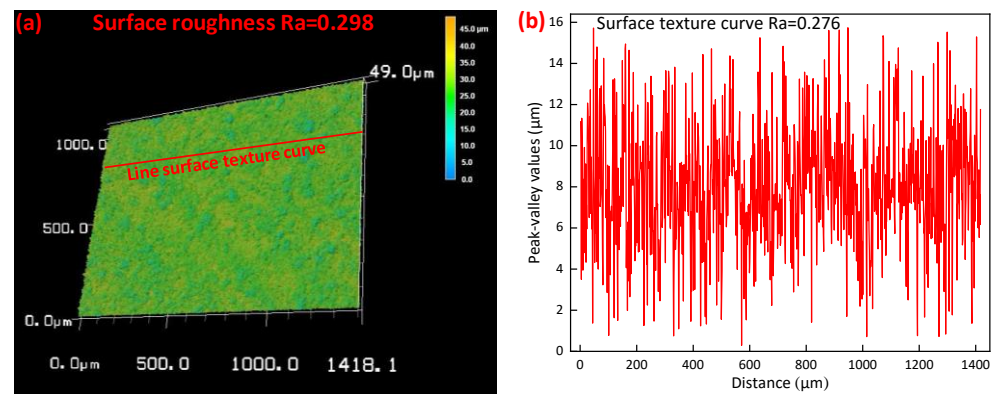 (a)
Surface roughness Ra=0.298
45.0 µm
40.0
35.0
30.0
25.0
20.0
15.0
10.0
5.0
0.0
49.0µm
1000.0
Line surface texture curve
500.0
0.0µm
0.0µm 500.0 1000.0 1418.1
(b)
Surface texture curve Ra=0.276
16
14
12
10
8
6
4
2
0
Peak-valley values (µm)
0 200 400 600 800 1000 1200 1400
Distance (µm)